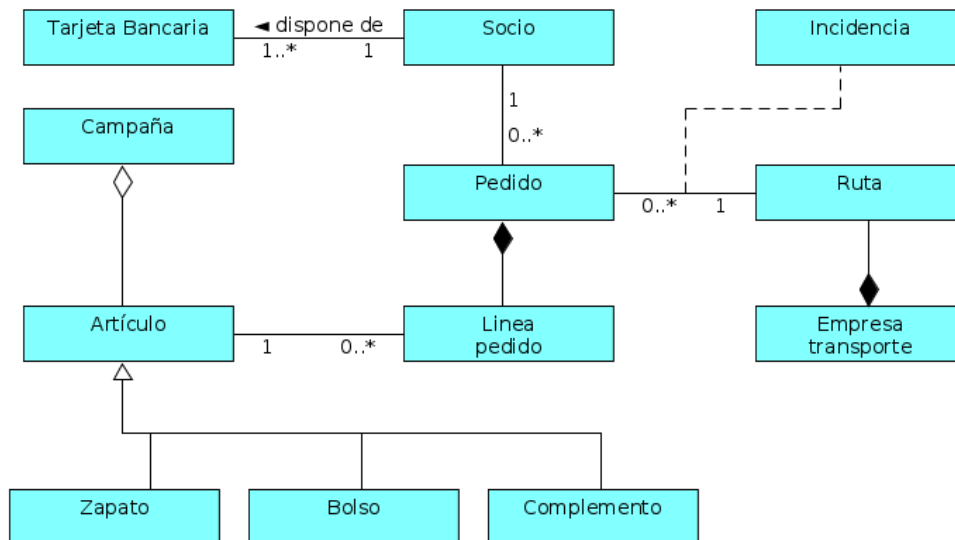 Tarjeta Bancaria
◄ dispone de
1..*
1
Socio
Incidencia
Campaña
1
0..*
Pedido
0..*
1
Ruta
Artículo
1
0..*
Linea
pedido
Empresa
transporte
Zapato
Bolso
Complemento